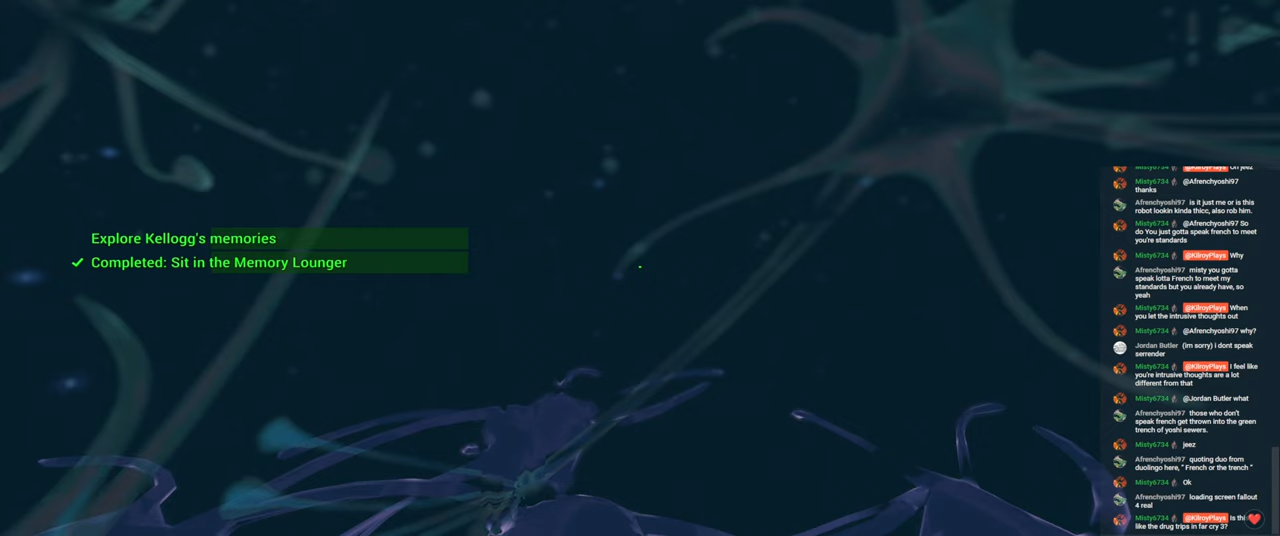 Explore Kellogg's memories
Completed: Sit in the Memory Lounger
Misty6734 @KilroyPlays Oh jeez
Misty6734 @Afrenchyoshi97
thanks
Afrenchyoshi97 is it just me or is this
robot lookin kinda thicc, also rob him.
Misty6734 @Afrenchyoshi97 So
do You just gotta speak french to meet
you're standards
Misty6734 @KilroyPlays Why
Afrenchyoshi97 misty you gotta
speak lotta French to meet my
standards but you already have, so
yeah
Misty6734 @KilroyPlays When
you let the intrusive thoughts out
Misty6734 @Afrenchyoshi97 why?
Jordan Butler (im sorry) i dont speak
serrender
Misty6734 @KilroyPlays I feel like
you're intrusive thoughts are a lot
different from that
Misty6734 @Jordan Butler what
Afrenchyoshi97 those who don't
speak french get thrown into the green
trench of yoshi sewers.
Misty6734 jeez
Afrenchyoshi97 quoting duo from
duolingo here, " French or the trench "
Misty6734 Ok
Afrenchyoshi97 loading screen fallout
4 real
Misty6734 @KilroyPlays Is thi
like the drug trips in far cry 3?